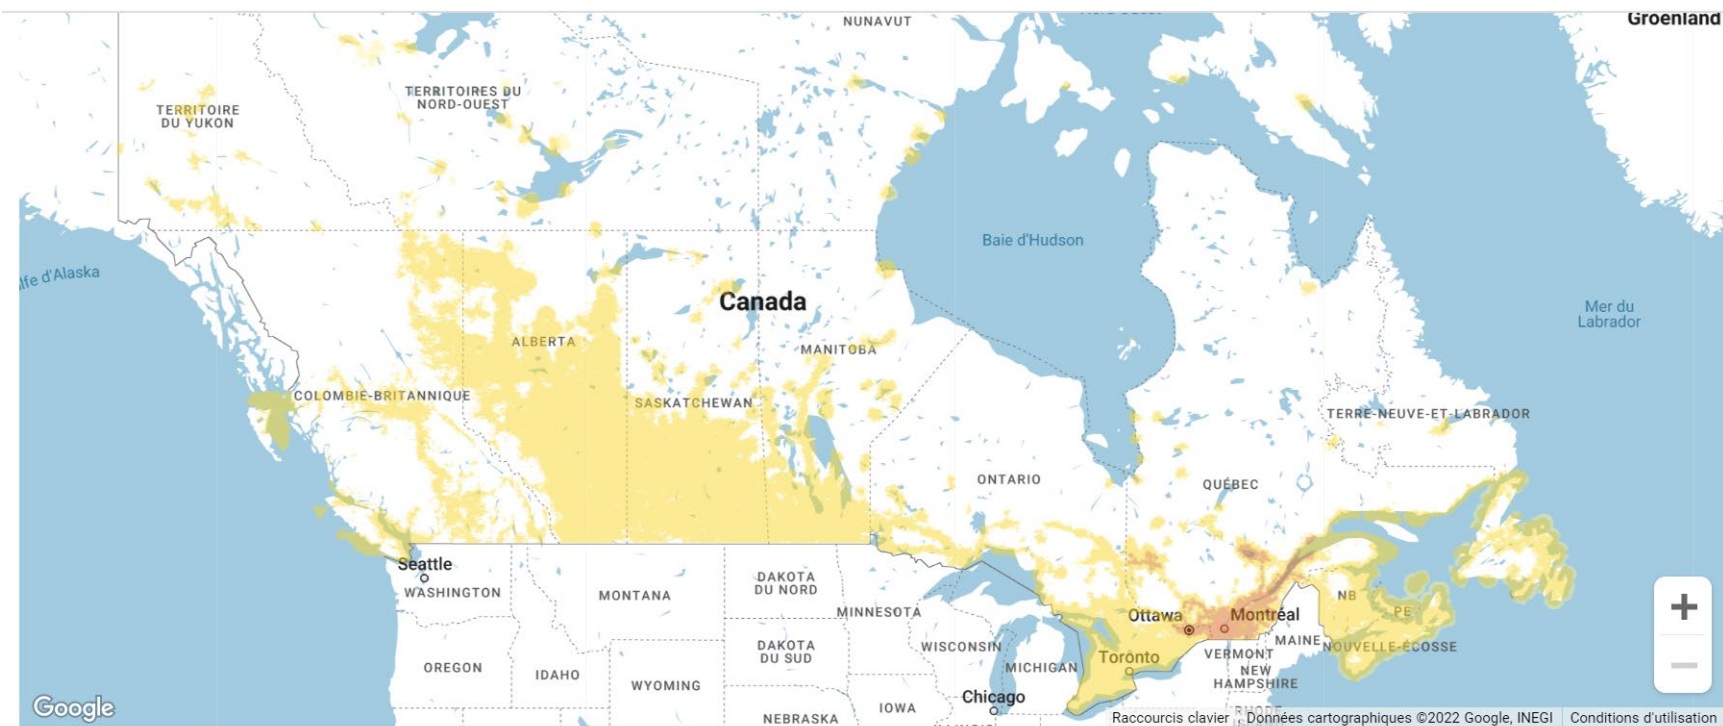 NUNAVUT
Groenland
TERRITOIRES DU
NORD-OUEST
TERRITOIRE
DU YUKON
Baie d'Hudson
lfe d'Alaska
Canada
Mer du
Labrador
ALBERTA
MANITOBA
COLOMBIE-BRITANNIQUE
SASKATCHEWAN
TERRE-NEUVE-ET-LABRADOR
ONTARIO
QUÉBEC
Seattle
WASHINGTON
MONTANA
DAKOTA
DU NORD
MINNESOTA
NB
PE
Ottawa
Montréal
MAINE
NOUVELLE-ÉCOSSE
OREGON
IDAHO
WYOMING
DAKOTA
DU SUD
WISCONSIN
MICHIGAN
Toronto
VERMONT
NEW
HAMPSHIRE
Chicago
IOWA
NEBRASKA
+
−
Google
Raccourcis clavier
Données cartographiques ©2022 Google, INEGI
Conditions d'utilisation